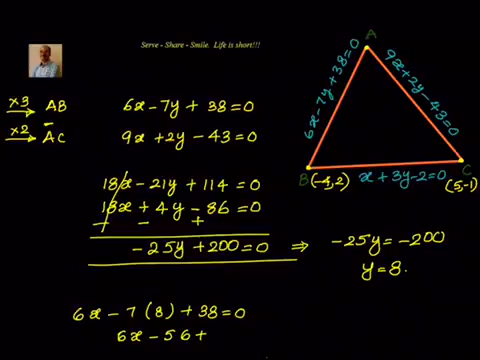 Serve - Share - Smile. Life is short!!!
A
6x - 7y + 38 = 0
9x + 2y - 43 = 0
B (-4, 2)
x + 3y - 2 = 0
C (5, -1)
×3 → AB 6x - 7y + 38 = 0
×2 → AC 9x + 2y - 43 = 0
18x - 21y + 114 = 0
18x + 4y - 86 = 0
- - +
-25y + 200 = 0 ⇒ -25y = -200
y = 8.
6x - 7 (8) + 38 = 0
6x - 56 +